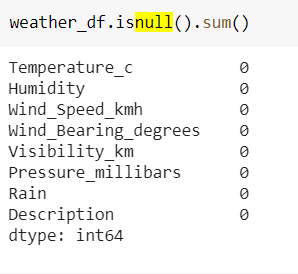 weather_df.isnull().sum()
Temperature_c 0
Humidity 0
Wind_Speed_kmh 0
Wind_Bearing_degrees 0
Visibility_km 0
Pressure_millibars 0
Rain 0
Description 0
dtype: int64